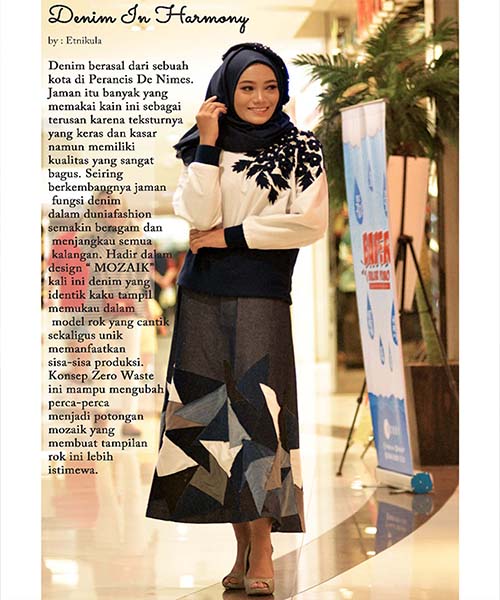 Denim In Harmony
by : Etnikula
Denim berasal dari sebuah
kota di Perancis De Nimes.
Jaman itu banyak yang
memakai kain ini sebagai
terusan karena teksturnya
yang keras dan kasar
namun memiliki
kualitas yang sangat
bagus. Seiring
berkembangnya jaman
fungsi denim
dalam duniafashion
semakin beragam dan
menjangkau semua
kalangan. Hadir dalam
design “ MOZAIK”
kali ini denim yang
identik kaku tampil
memukau dalam
model rok yang cantik
sekaligus unik
memanfaatkan
sisa-sisa produksi.
Konsep Zero Waste
ini mampu mengubah
perca-perca
menjadi potongan
mozaik yang
membuat tampilan
rok ini lebih
istimewa.